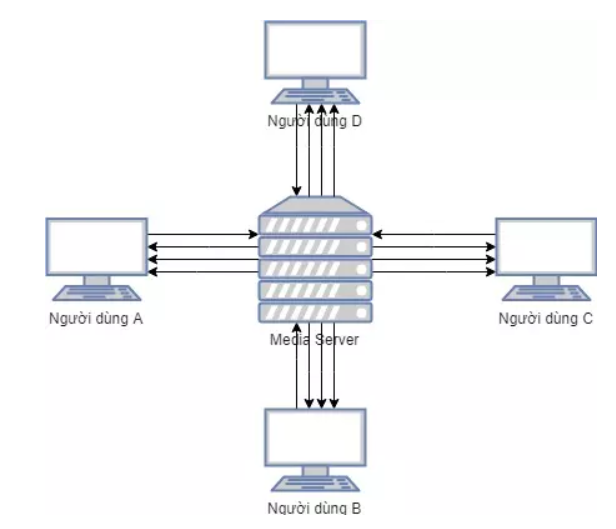 Người dùng D
Người dùng A
Media Server
Người dùng C
Người dùng B